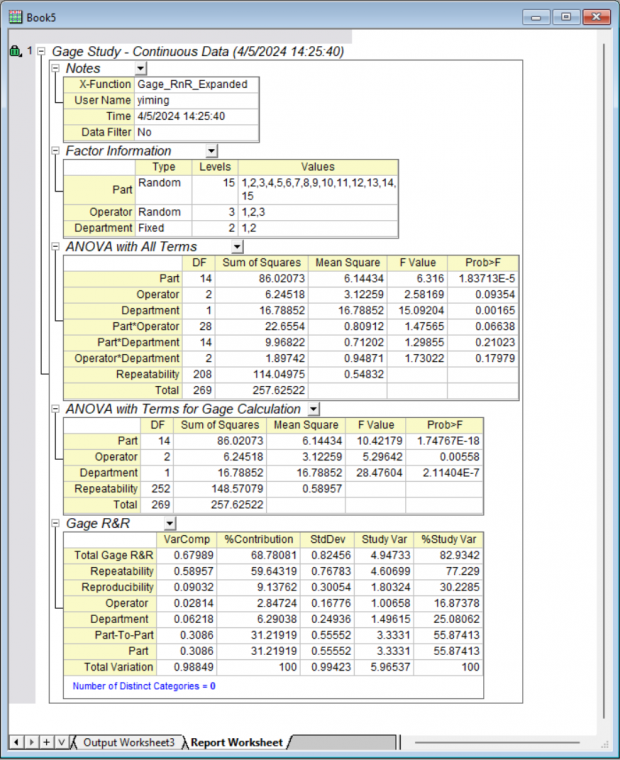 Book5
1 Gage Study - Continuous Data (4/5/2024 14:25:40)
Notes
X-Function Gage_RnR_Expanded
User Name yiming
Time 4/5/2024 14:25:40
Data Filter No
Factor Information
Type Levels Values
Part Random 15 1,2,3,4,5,6,7,8,9,10,11,12,13,14,
15
Operator Random 3 1,2,3
Department Fixed 2 1,2
ANOVA with All Terms
DF Sum of Squares Mean Square F Value Prob>F
Part 14 86.02073 6.14434 6.316 1.83713E-5
Operator 2 6.24518 3.12259 2.58169 0.09354
Department 1 16.78852 16.78852 15.09204 0.00165
Part*Operator 28 22.6554 0.80912 1.47565 0.06638
Part*Department 14 9.96822 0.71202 1.29855 0.21023
Operator*Department 2 1.89742 0.94871 1.73022 0.17979
Repeatability 208 114.04975 0.54832
Total 269 257.62522
ANOVA with Terms for Gage Calculation
DF Sum of Squares Mean Square F Value Prob>F
Part 14 86.02073 6.14434 10.42179 1.74767E-18
Operator 2 6.24518 3.12259 5.29642 0.00558
Department 1 16.78852 16.78852 28.47604 2.11404E-7
Repeatability 252 148.57079 0.58957
Total 269 257.62522
Gage R&R
VarComp %Contribution StdDev Study Var %Study Var
Total Gage R&R 0.67989 68.78081 0.82456 4.94733 82.9342
Repeatability 0.58957 59.64319 0.76783 4.60699 77.229
Reproducibility 0.09032 9.13762 0.30054 1.80324 30.2285
Operator 0.02814 2.84724 0.16776 1.00658 16.87378
Department 0.06218 6.29038 0.24936 1.49615 25.08062
Part-To-Part 0.3086 31.21919 0.55552 3.3331 55.87413
Part 0.3086 31.21919 0.55552 3.3331 55.87413
Total Variation 0.98849 100 0.99423 5.96537 100
Number of Distinct Categories = 0
Output Worksheet3 Report Worksheet